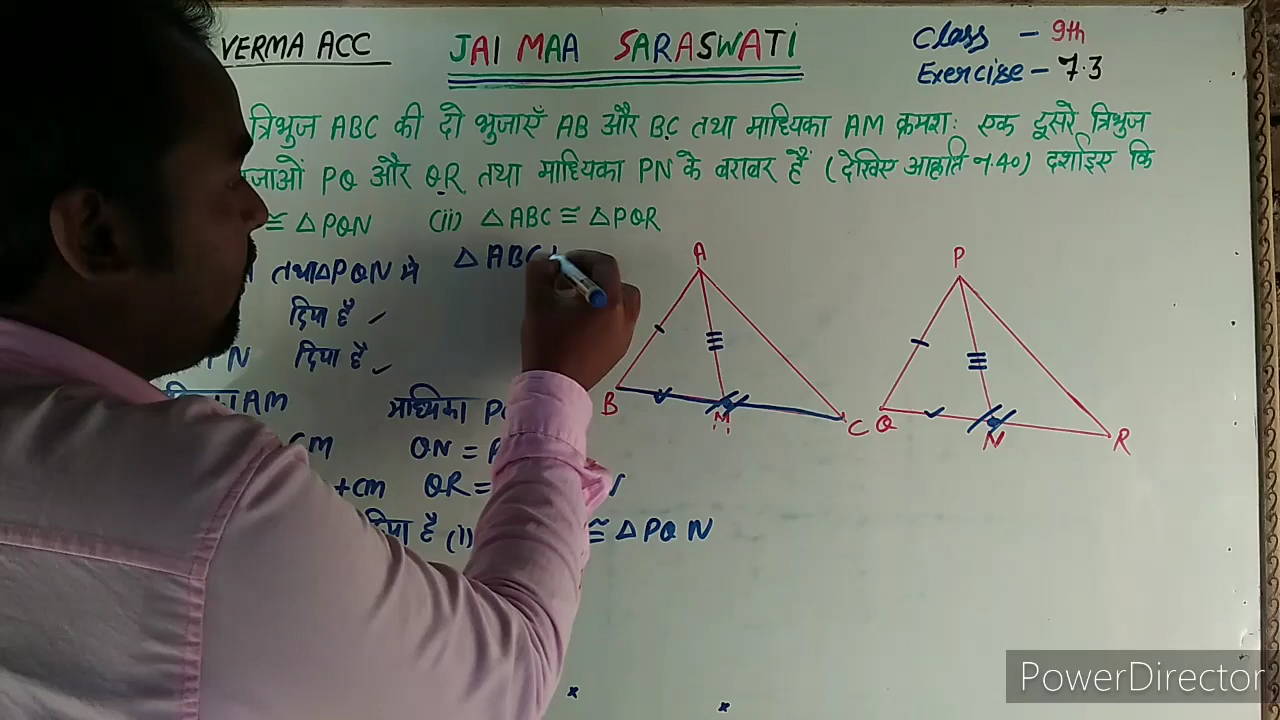 VERMA ACC
JAI MAA SARASWATI
Class - 9th
Exercise - 7.3
त्रिभुज ABC की दो भुजाएँ AB और BC तथा माध्यिका AM क्रमशः एक दूसरे त्रिभुज
PQ और QR तथा माध्यिका PN के बराबर हैं (देखिए आकृति 7.40) दर्शाइए कि
≅ △PQN (ii) △ABC ≅ △PQR
तथा△PQN में △ABC
दिया है ✓
PN दिया है ✓
AM माध्यिका
CM QN =
+CM QR =
दिया है (i) ≅ △PQN
A
B
M
C
P
Q
N
R
PowerDirector